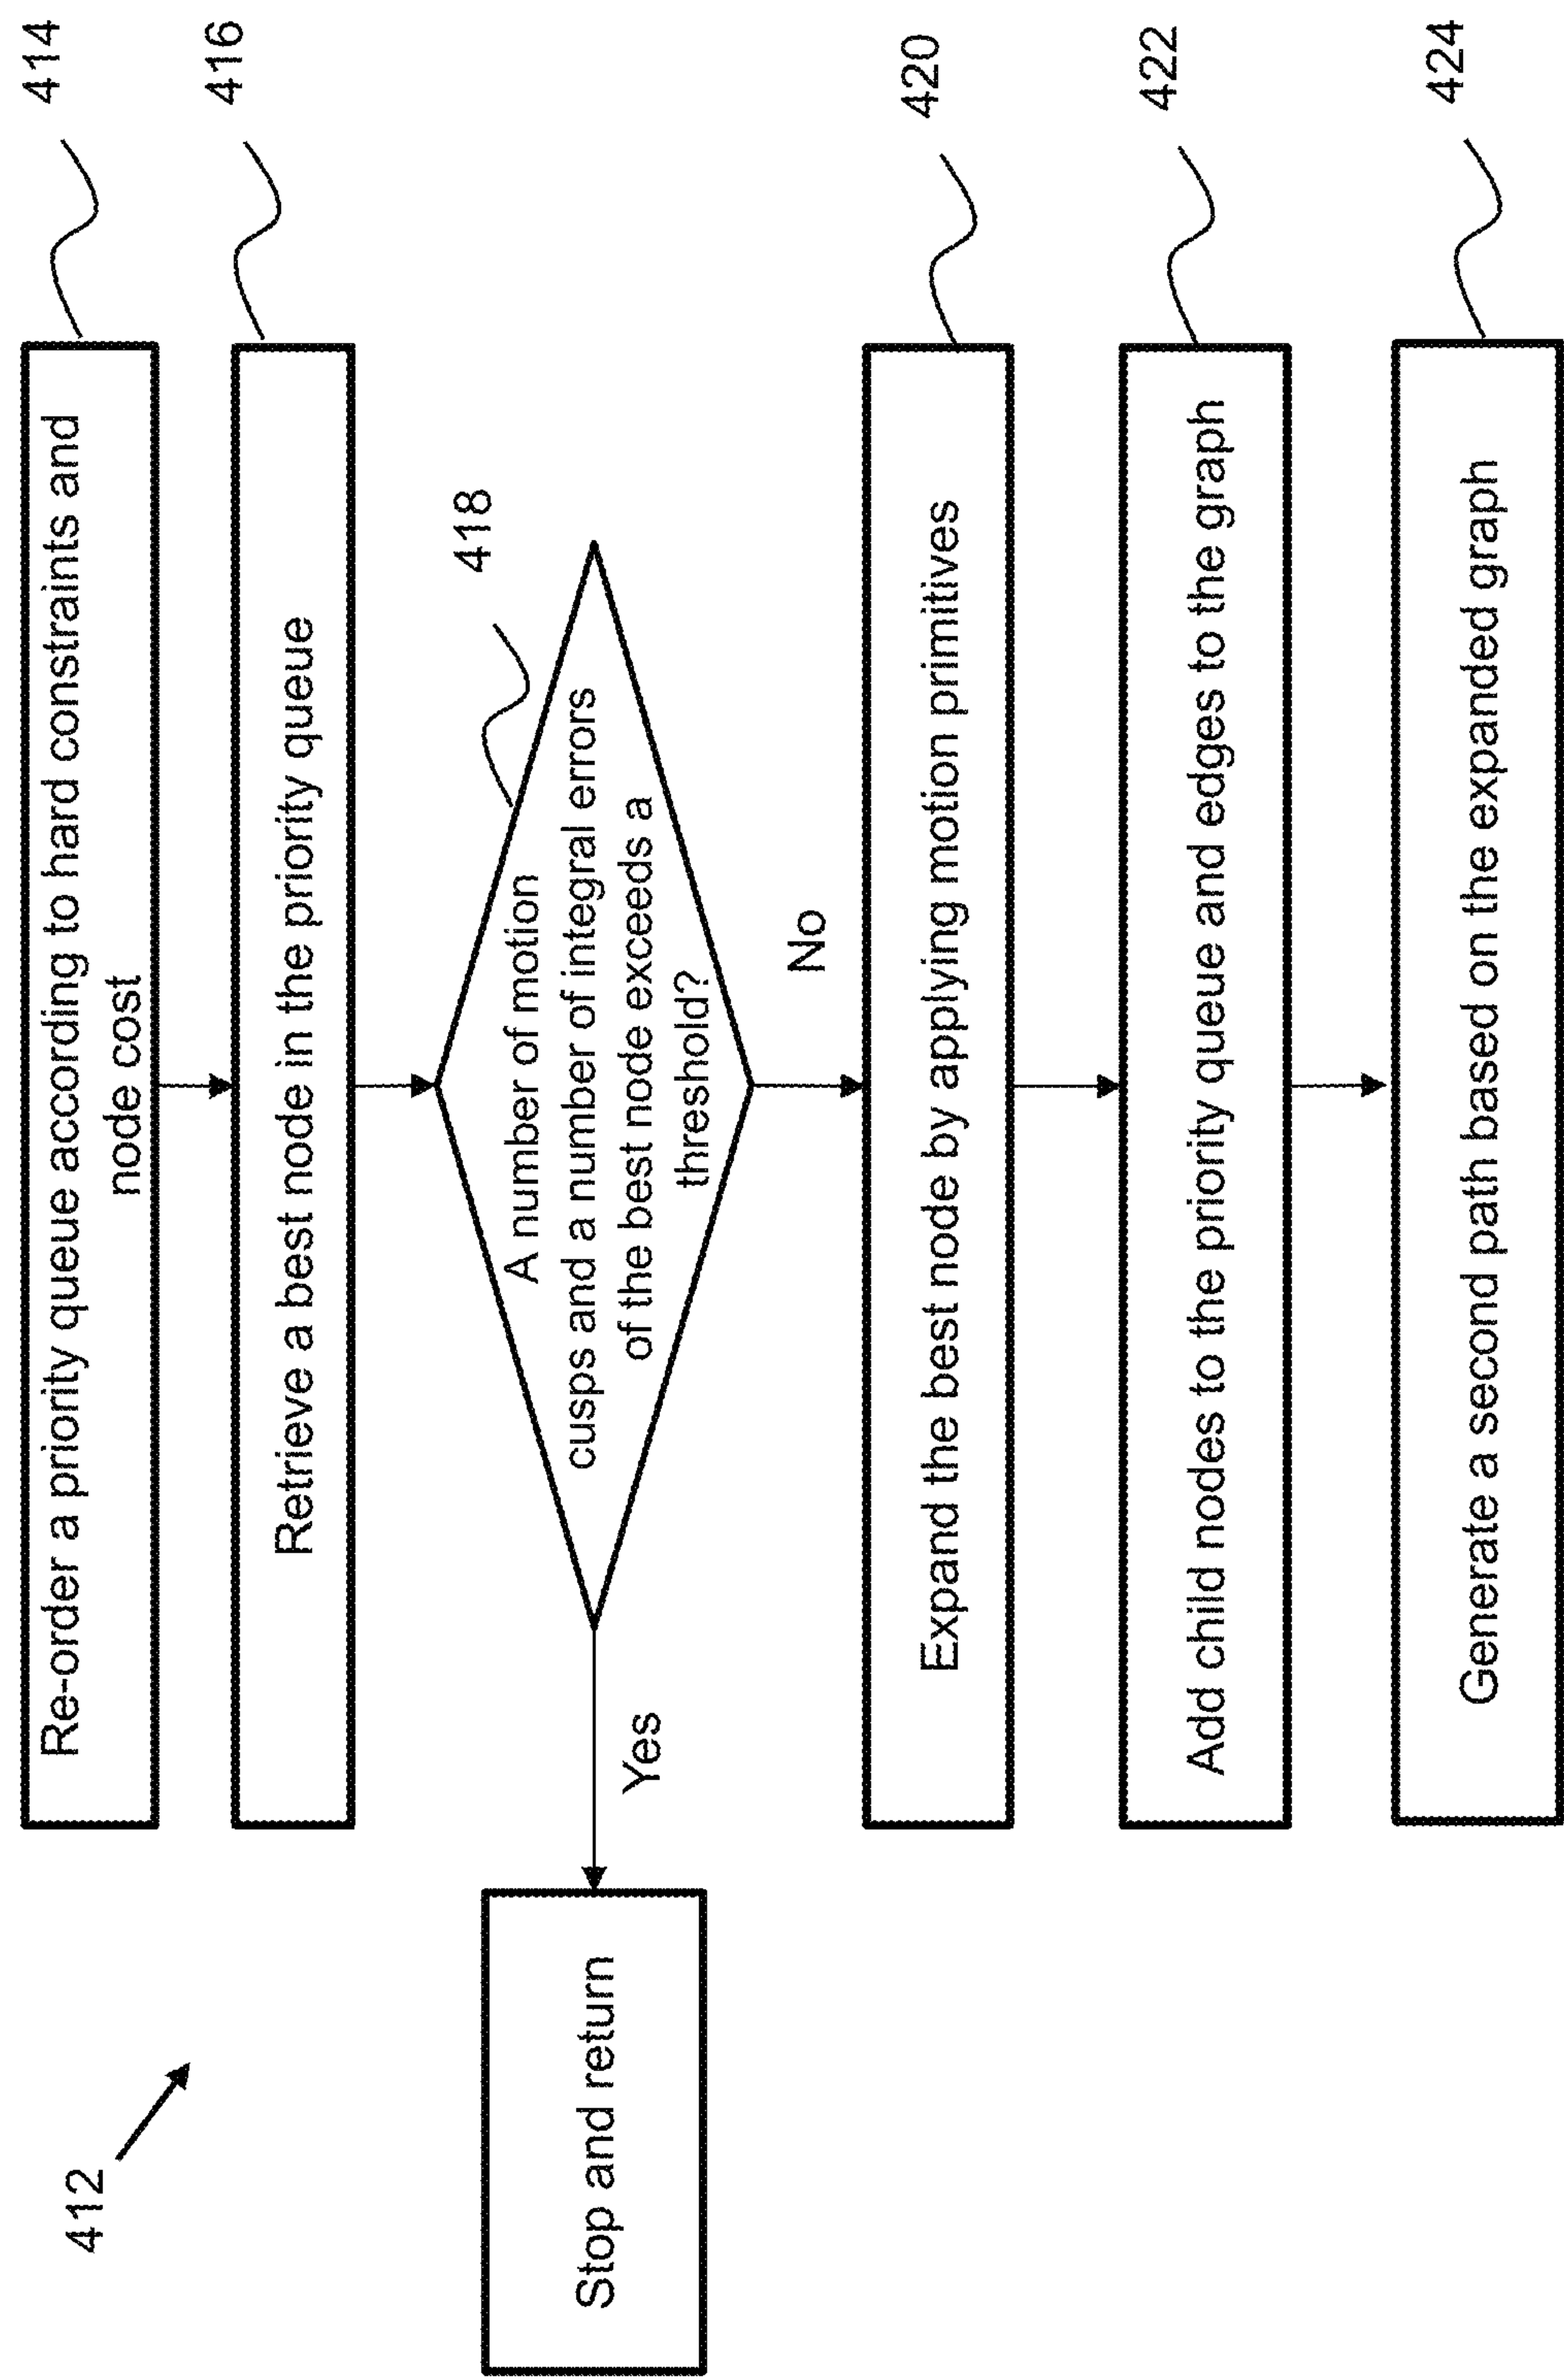 412
414
Re-order a priority queue according to hard constraints and
node cost
416
Retrieve a best node in the priority queue
418
A number of motion
cusps and a number of integral errors
of the best node exceeds a
threshold?
Yes
Stop and return
No
420
Expand the best node by applying motion primitives
422
Add child nodes to the priority queue and edges to the graph
424
Generate a second path based on the expanded graph